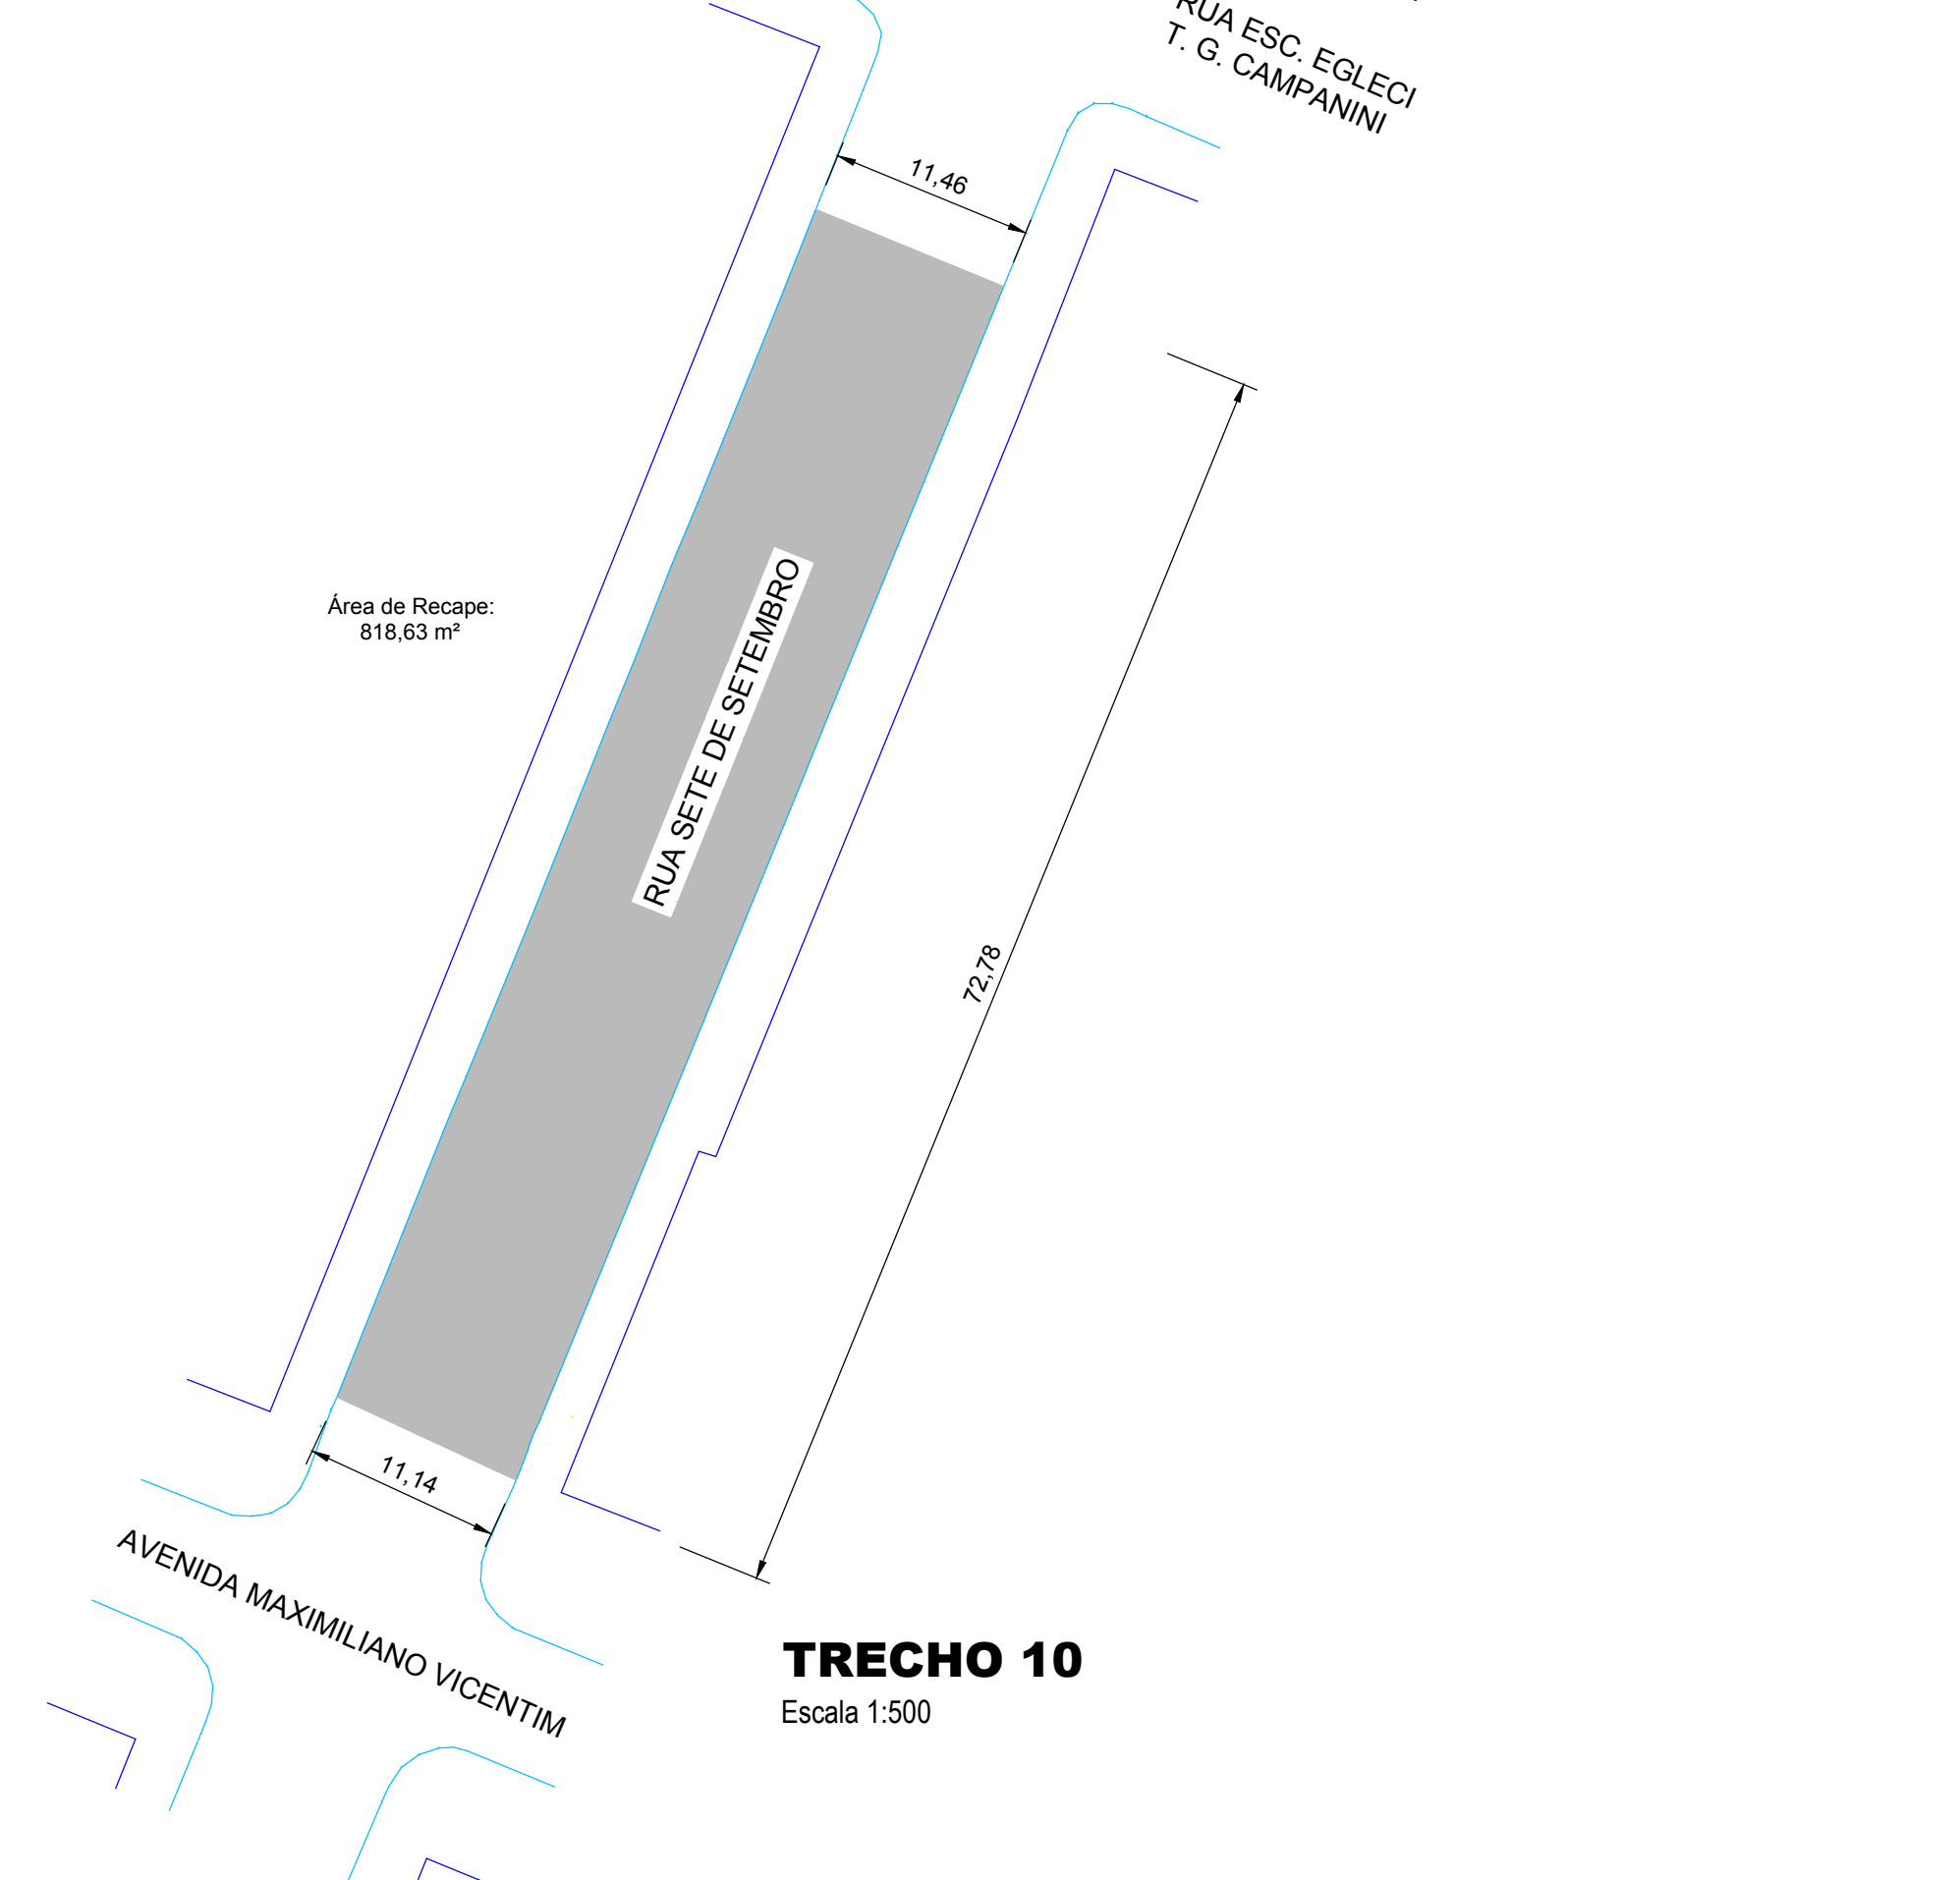 RUA ESC. EGLECI
T. G. CAMPANINI
11,46
Área de Recape:
818,63 m²
RUA SETE DE SETEMBRO
72,78
11,14
AVENIDA MAXIMILIANO VICENTIM
TRECHO 10
Escala 1:500